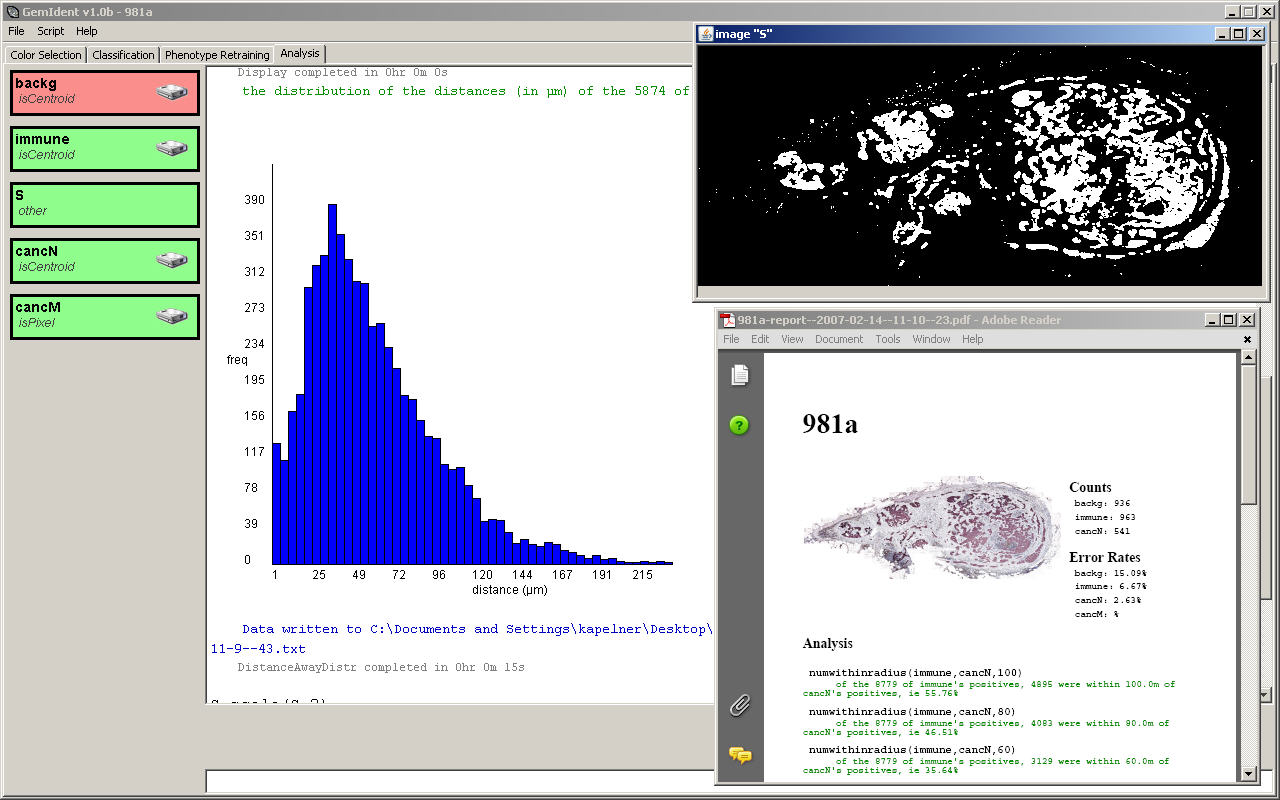 GemIdent v1.0b - 981a
File Script Help
Color Selection Classification Phenotype Retraining Analysis
backg
isCentroid
immune
isCentroid
S
other
cancN
isCentroid
cancM
isPixel
Display completed in 0hr 0m 0s
the distribution of the distances (in µm) of the 5874 of
390
351
312
273
234
freq
195
156
117
78
39
0
1 25 49 72 96 120 144 167 191 215
distance (µm)
Data written to C:\Documents and Settings\kapelner\Desktop\
11-9--43.txt
DistanceAwayDistr completed in 0hr 0m 15s
image "S"
981a-report--2007-02-14--11-10--23.pdf - Adobe Reader
File Edit View Document Tools Window Help
981a
Counts
backg: 936
immune: 963
cancN: 541
Error Rates
backg: 15.09%
immune: 6.67%
cancN: 2.63%
cancM: %
Analysis
numwithinradius(immune,cancN,100)
of the 8779 of immune's positives, 4895 were within 100.0m of
cancN's positives, ie 55.76%
numwithinradius(immune,cancN,80)
of the 8779 of immune's positives, 4083 were within 80.0m of
cancN's positives, ie 46.51%
numwithinradius(immune,cancN,60)
of the 8779 of immune's positives, 3129 were within 60.0m of
cancN's positives, ie 35.64%